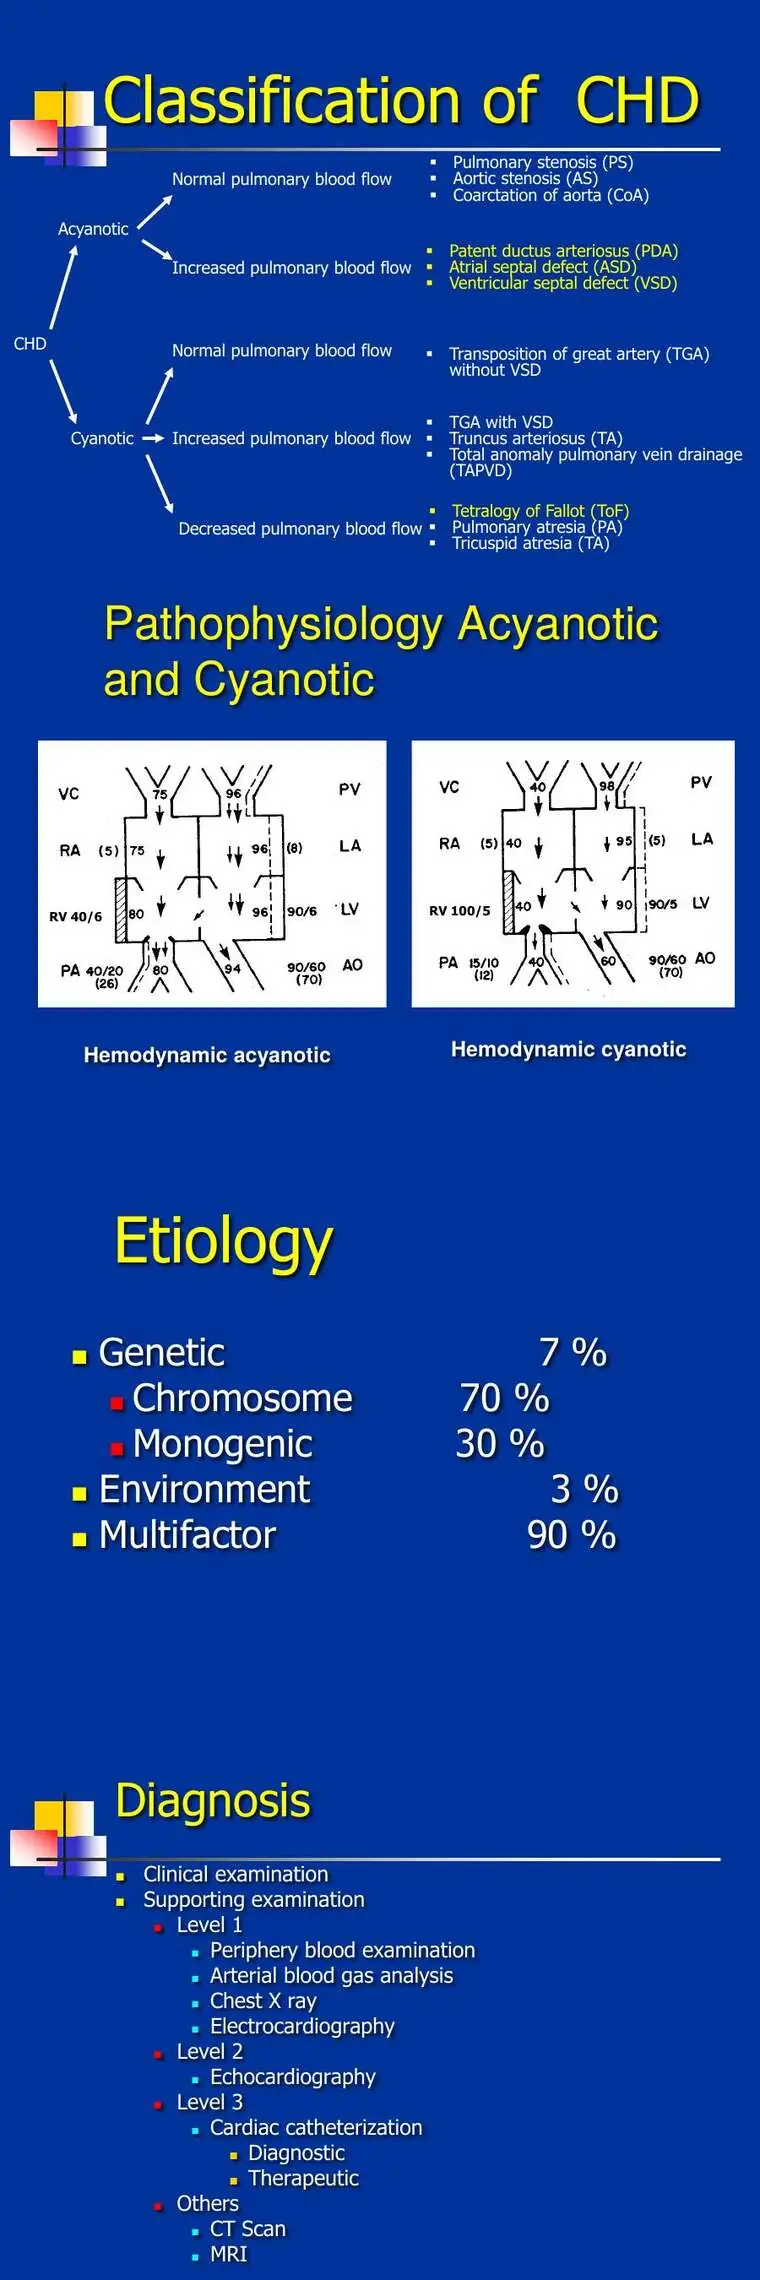 Classification of CHD
Normal pulmonary blood flow
Pulmonary stenosis (PS)
Aortic stenosis (AS)
Coarctation of aorta (CoA)
Acyanotic
Increased pulmonary blood flow
Patent ductus arteriosus (PDA)
Atrial septal defect (ASD)
Ventricular septal defect (VSD)
CHD
Normal pulmonary blood flow
Transposition of great artery (TGA)
without VSD
Cyanotic
Increased pulmonary blood flow
TGA with VSD
Truncus arteriosus (TA)
Total anomaly pulmonary vein drainage
(TAPVD)
Decreased pulmonary blood flow
Tetralogy of Fallot (ToF)
Pulmonary atresia (PA)
Tricuspid atresia (TA)
Pathophysiology Acyanotic
and Cyanotic
VC 75 96 PV
RA (5) 75 96 (8) LA
RV 40/6 80 96 90/6 LV
PA 40/20 80 94 90/60 AO
(26) (70)
Hemodynamic acyanotic
VC 40 98 PV
RA (5) 40 95 (5) LA
RV 100/5 40 90 90/5 LV
PA 15/10 40 60 90/60 AO
(12) (70)
Hemodynamic cyanotic
Etiology
Genetic 7 %
Chromosome 70 %
Monogenic 30 %
Environment 3 %
Multifactor 90 %
Diagnosis
Clinical examination
Supporting examination
Level 1
Periphery blood examination
Arterial blood gas analysis
Chest X ray
Electrocardiography
Level 2
Echocardiography
Level 3
Cardiac catheterization
Diagnostic
Therapeutic
Others
CT Scan
MRI